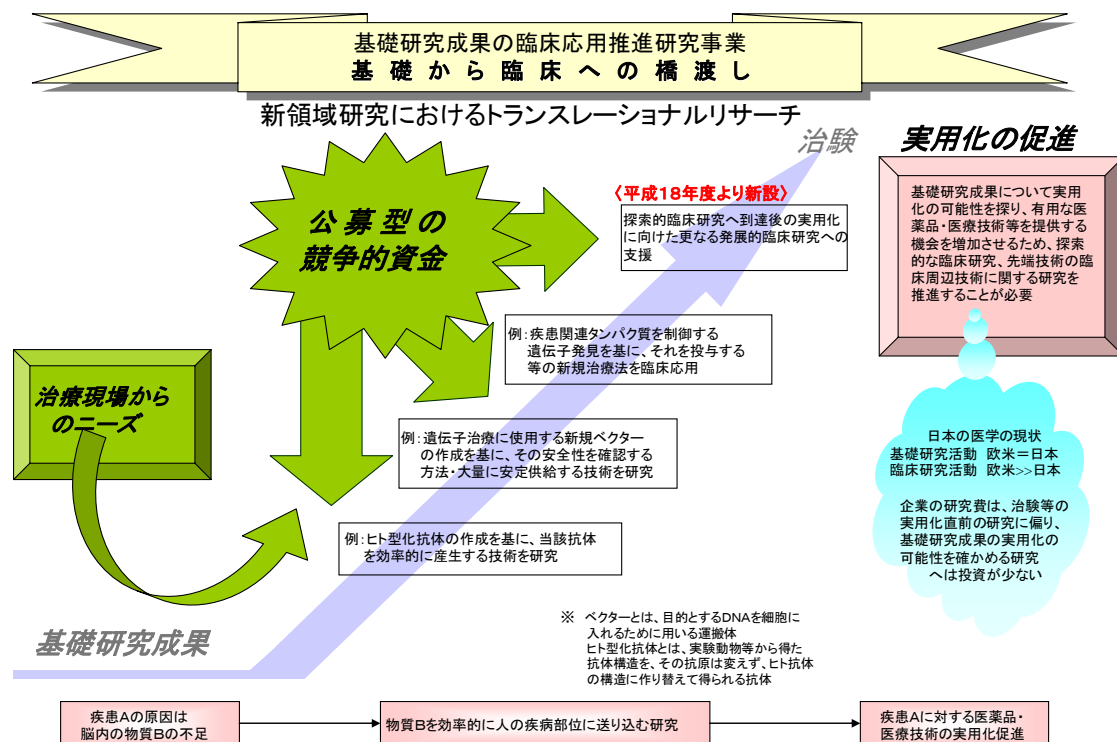 基礎研究成果の臨床応用推進研究事業
基礎から臨床への橋渡し
新領域研究におけるトランスレーショナルリサーチ
治験
実用化の促進
公募型の
競争的資金
〈平成18年度より新設〉
探索的臨床研究へ到達後の実用化
に向けた更なる発展的臨床研究への
支援
基礎研究成果について実用
化の可能性を探り、有用な医
薬品・医療技術等を提供する
機会を増加させるため、探索
的な臨床研究、先端技術の臨
床周辺技術に関する研究を
推進することが必要
例：疾患関連タンパク質を制御する
遺伝子発見を基に、それを投与する
等の新規治療法を臨床応用
治療現場から
のニーズ
例：遺伝子治療に使用する新規ベクター
の作成を基に、その安全性を確認する
方法・大量に安定供給する技術を研究
日本の医学の現状
基礎研究活動 欧米＝日本
臨床研究活動 欧米>>日本
企業の研究費は、治験等の
実用化直前の研究に偏り、
基礎研究成果の実用化の
可能性を確かめる研究
へは投資が少ない
例：ヒト型化抗体の作成を基に、当該抗体
を効率的に産生する技術を研究
基礎研究成果
※ ベクターとは、目的とするDNAを細胞に
入れるために用いる運搬体
ヒト型化抗体とは、実験動物等から得た
抗体構造を、その抗原は変えず、ヒト抗体
の構造に作り替えて得られる抗体
疾患Aの原因は
脳内の物質Bの不足
物質Bを効率的に人の疾病部位に送り込む研究
疾患Aに対する医薬品・
医療技術の実用化促進